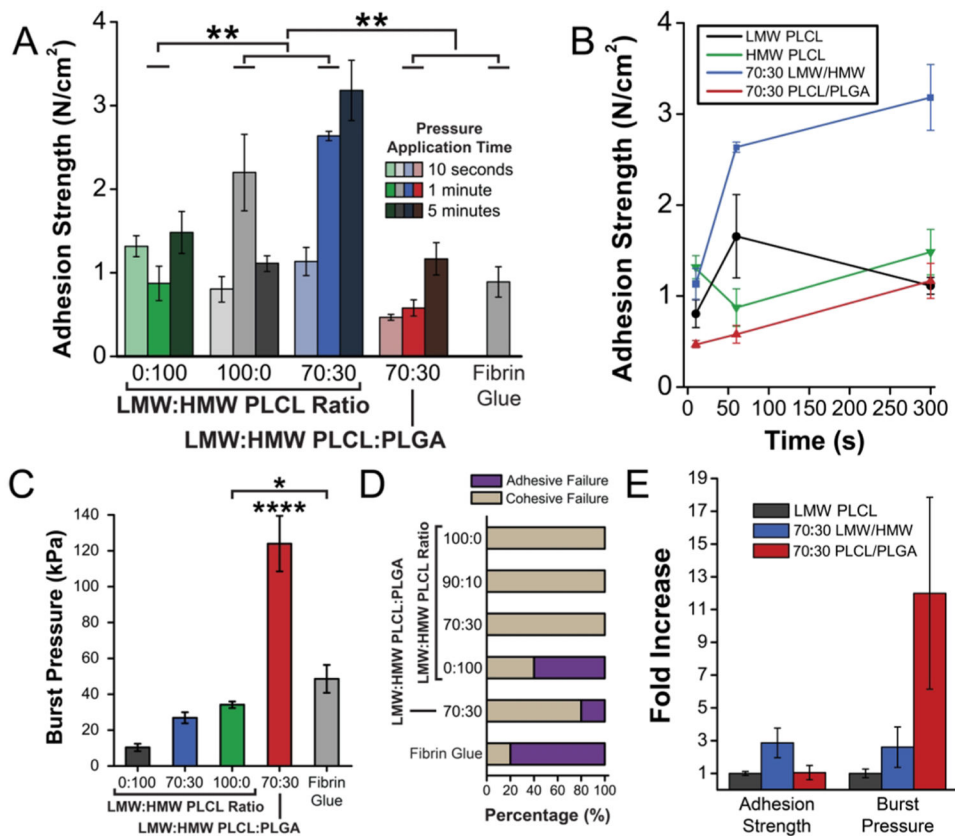 A
Adhesion Strength (N/cm²)
4
3
2
1
0
**
**
Pressure
Application Time
10 seconds
1 minute
5 minutes
0:100
100:0
70:30
70:30
Fibrin
Glue
LMW:HMW PLCL Ratio
LMW:HMW PLCL:PLGA
B
Adhesion Strength (N/cm²)
4
3
2
1
0
LMW PLCL
HMW PLCL
70:30 LMW/HMW
70:30 PLCL/PLGA
0 50 100 150 200 250 300
Time (s)
C
Burst Pressure (kPa)
140
120
100
80
60
40
20
0
*
****
0:100
70:30
100:0
70:30
Fibrin
Glue
LMW:HMW PLCL Ratio
LMW:HMW PLCL:PLGA
D
Adhesive Failure
Cohesive Failure
LMW:HMW PLCL:PLGA
LMW:HMW PLCL Ratio
100:0
90:10
70:30
0:100
70:30
Fibrin Glue
0 20 40 60 80 100
Percentage (%)
E
Fold Increase
19
17
15
13
11
9
7
5
3
1
LMW PLCL
70:30 LMW/HMW
70:30 PLCL/PLGA
Adhesion
Strength
Burst
Pressure